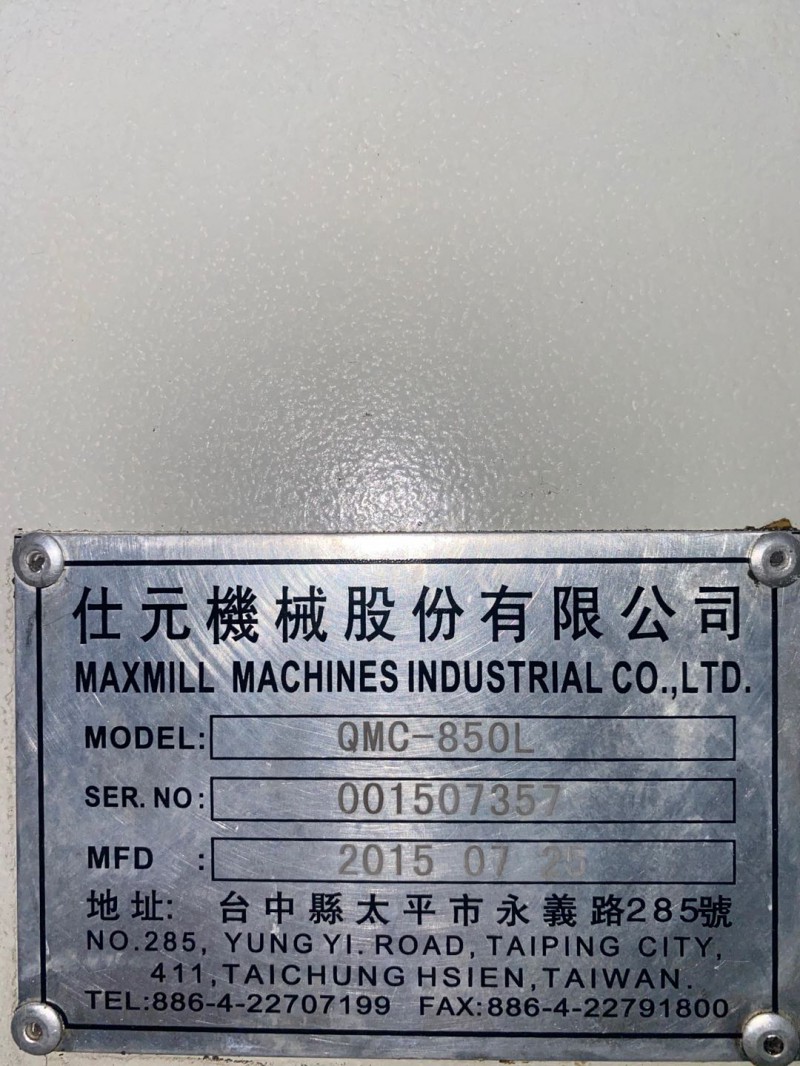 仕元機械股份有限公司
MAXMILL MACHINES INDUSTRIAL CO.,LTD.
MODEL: QMC-850L
SER. NO: 001507357
MFD : 2015 07 25
地址: 台中縣太平市永義路285號
NO.285, YUNG YI. ROAD, TAIPING CITY,
411, TAICHUNG HSIEN, TAIWAN.
TEL:886-4-22707199 FAX:886-4-22791800